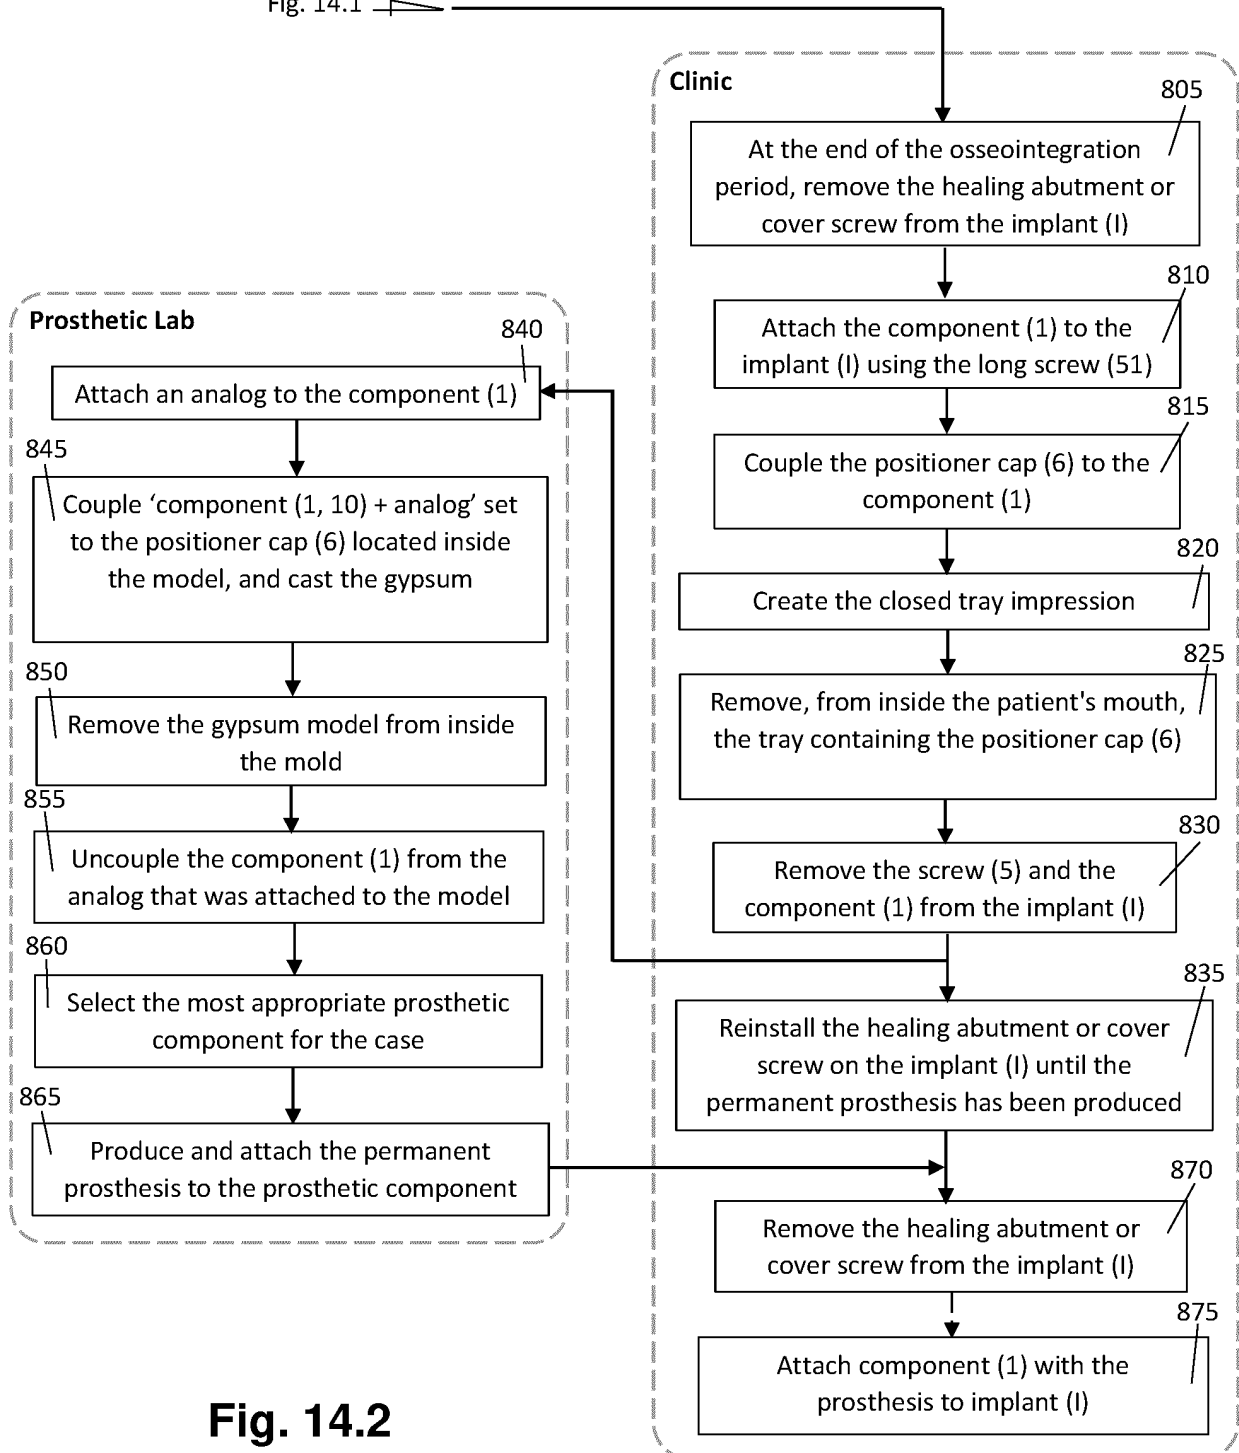 Fig. 14.1
Clinic
805
At the end of the osseointegration
period, remove the healing abutment or
cover screw from the implant (I)
810
Attach the component (1) to the
implant (I) using the long screw (51)
815
Couple the positioner cap (6) to the
component (1)
820
Create the closed tray impression
825
Remove, from inside the patient's mouth,
the tray containing the positioner cap (6)
830
Remove the screw (5) and the
component (1) from the implant (I)
835
Reinstall the healing abutment or cover
screw on the implant (I) until the
permanent prosthesis has been produced
Prosthetic Lab
840
Attach an analog to the component (1)
845
Couple ‘component (1, 10) + analog’ set
to the positioner cap (6) located inside
the model, and cast the gypsum
850
Remove the gypsum model from inside
the mold
855
Uncouple the component (1) from the
analog that was attached to the model
860
Select the most appropriate prosthetic
component for the case
865
Produce and attach the permanent
prosthesis to the prosthetic component
870
Remove the healing abutment or
cover screw from the implant (I)
875
Attach component (1) with the
prosthesis to implant (I)
Fig. 14.2